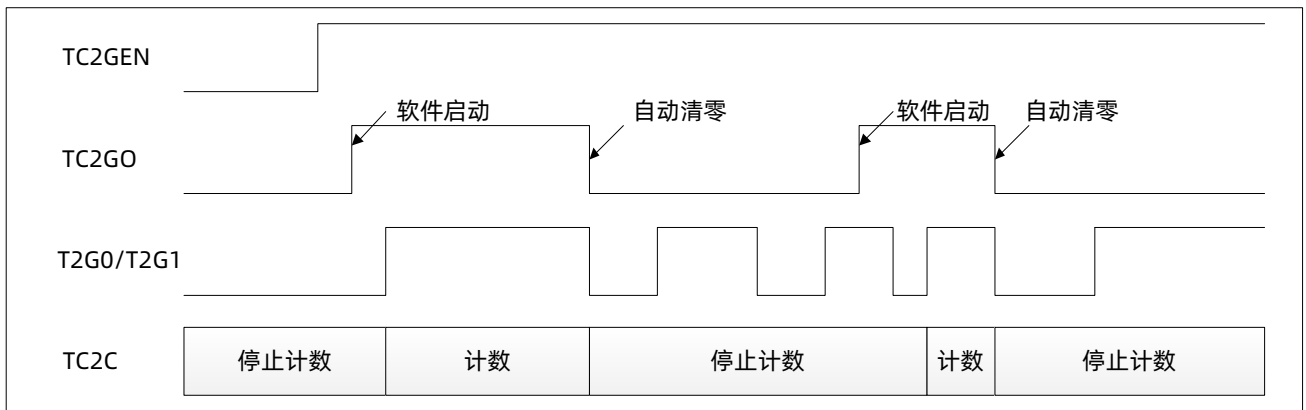 TC2GEN
软件启动 自动清零 软件启动 自动清零
TC2GO
T2G0/T2G1
TC2C 停止计数 计数 停止计数 计数 停止计数